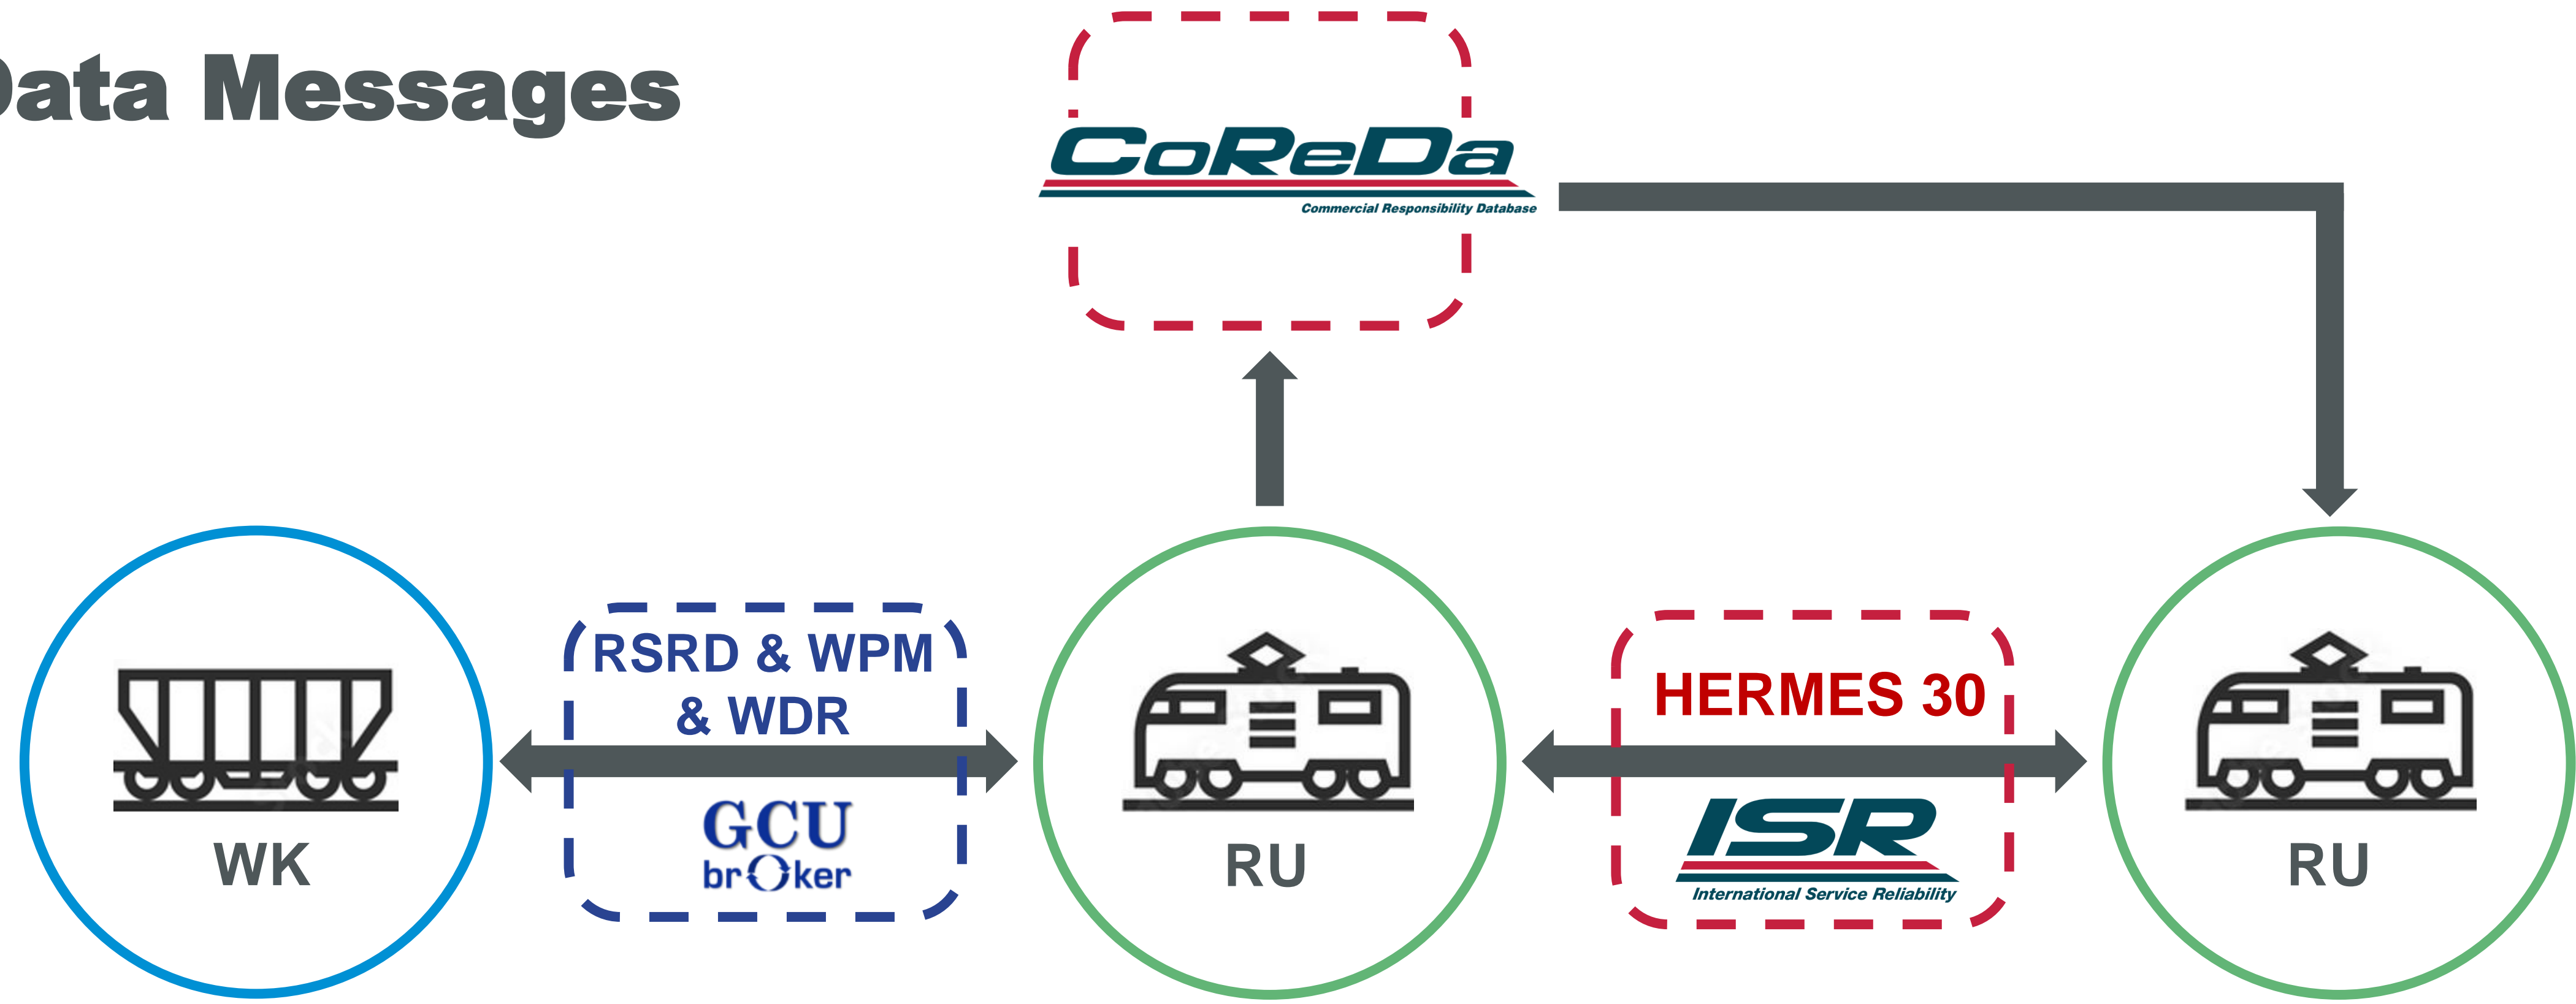 Data Messages
CoReDa
Commercial Responsibility Database
RSRD & WPM
& WDR
GCU
broker
WK
RU
HERMES 30
ISR
International Service Reliability
RU